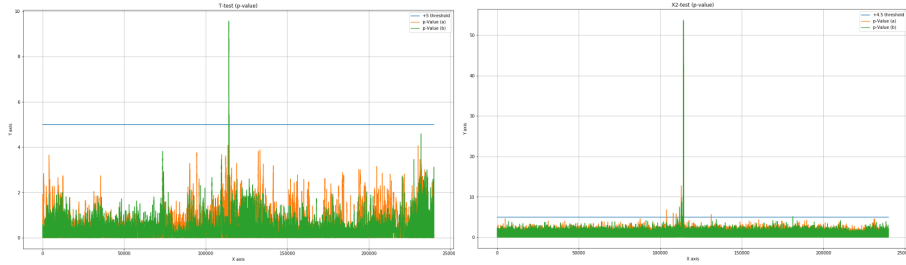 T-test (p-value)
+5 threshold
p-Value (a)
p-Value (b)
10
8
6
4
2
0
Y axis
0
50000
100000
150000
200000
250000
X axis
X2-test (p-value)
+4.5 threshold
p-Value (a)
p-Value (b)
50
40
30
20
10
0
Y axis
0
50000
100000
150000
200000
250000
X axis